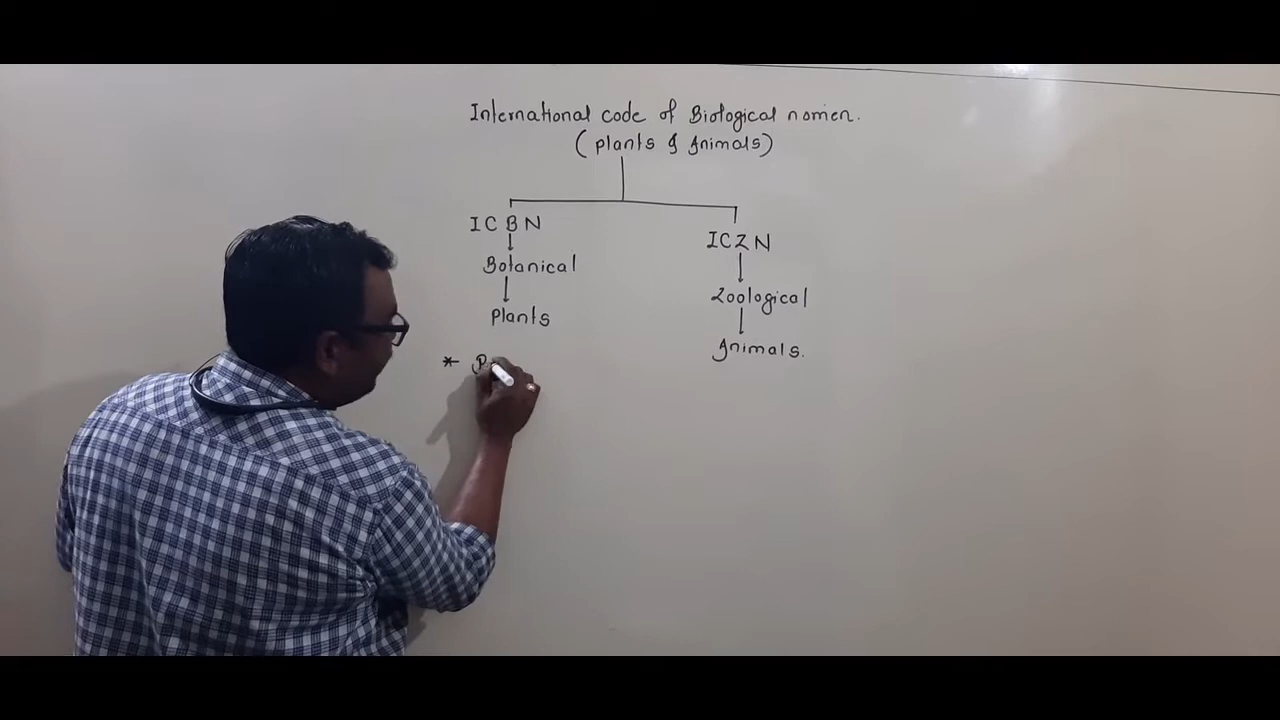 International code of Biological nomen.
(plants & Animals)
ICBN
Botanical
plants
ICZN
Zoological
Animals.
*